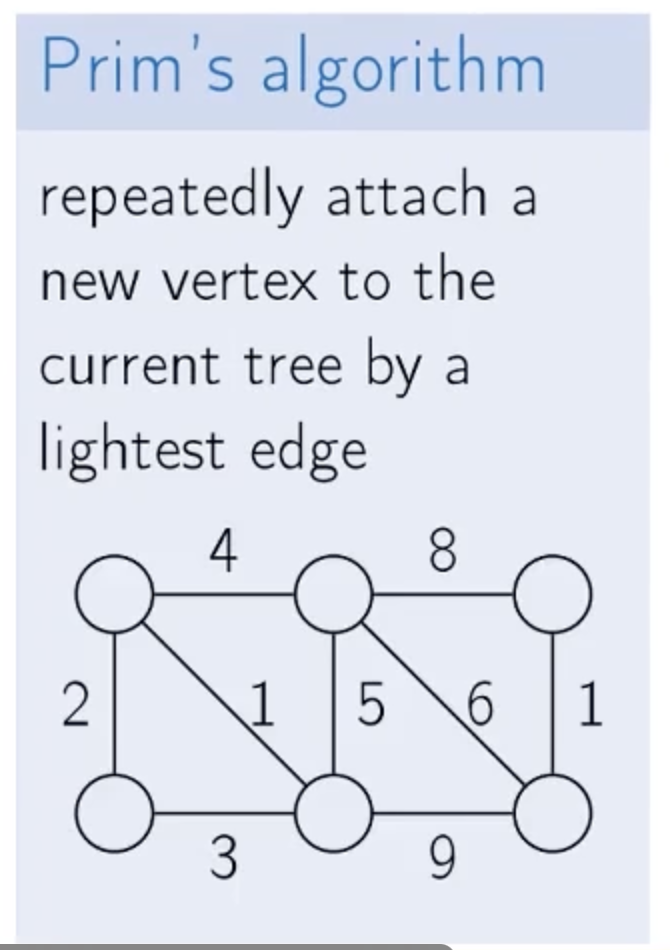 Prim's algorithm
repeatedly attach a
new vertex to the
current tree by a
lightest edge
4 8
2 1 5 6 1
3 9